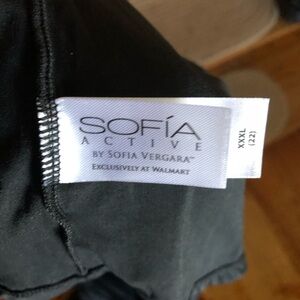 SOFÍA
ACTIVE
BY SOFIA VERGARA™
EXCLUSIVELY AT WALMART
XXXL
(22)